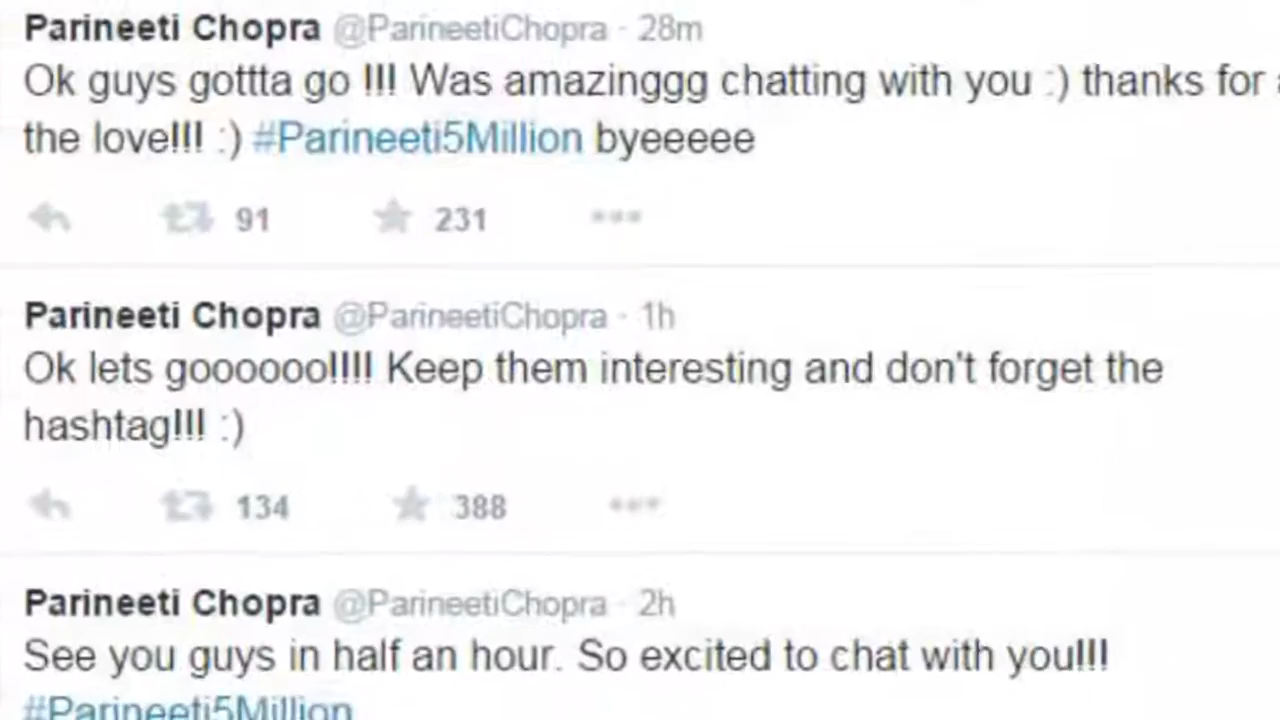 Parineeti Chopra @ParineetiChopra · 28m
Ok guys gottta go !!! Was amazinggg chatting with you :) thanks for
the love!!! :) #Parineeti5Million byeeeee
91 231
Parineeti Chopra @ParineetiChopra · 1h
Ok lets goooooo!!!! Keep them interesting and don't forget the
hashtag!!! :)
134 388
Parineeti Chopra @ParineetiChopra · 2h
See you guys in half an hour. So excited to chat with you!!!
#Parineeti5Million